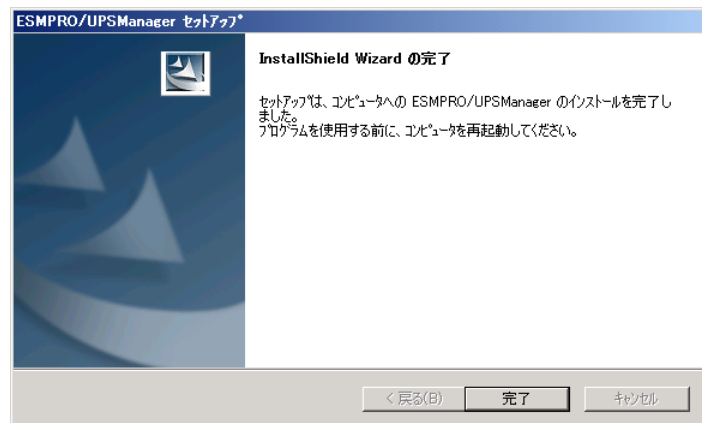 ESMPRO/UPSManager ｾｯﾄｱｯﾌﾟ
InstallShield Wizard の完了
ｾｯﾄｱｯﾌﾟは、ｺﾝﾋﾟｭｰﾀへの ESMPRO/UPSManager のｲﾝｽﾄｰﾙを完了し
ました。
ﾌﾟﾛｸﾞﾗﾑを使用する前に、ｺﾝﾋﾟｭｰﾀを再起動してください。
< 戻る(B)
完了
ｷｬﾝｾﾙ